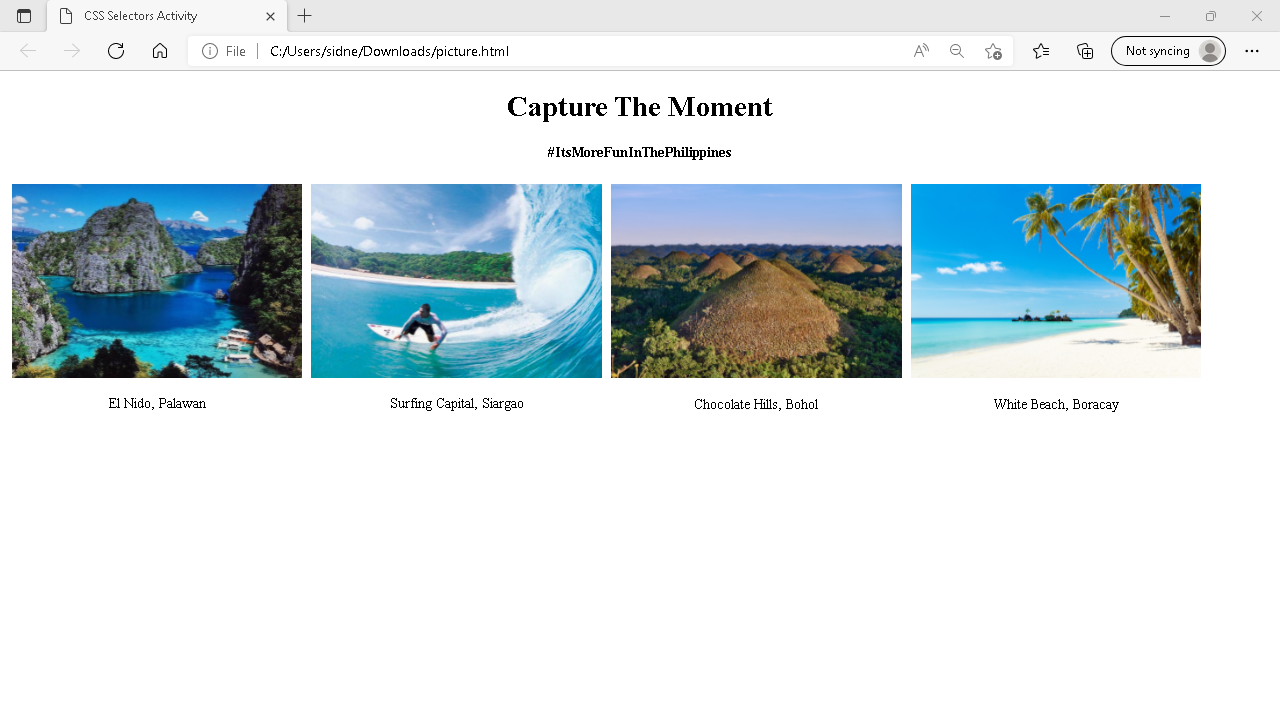 CSS Selectors Activity
File
C:/Users/sidne/Downloads/picture.html
Not syncing
Capture The Moment
#ItsMoreFunInThePhilippines
El Nido, Palawan
Surfing Capital, Siargao
Chocolate Hills, Bohol
White Beach, Boracay